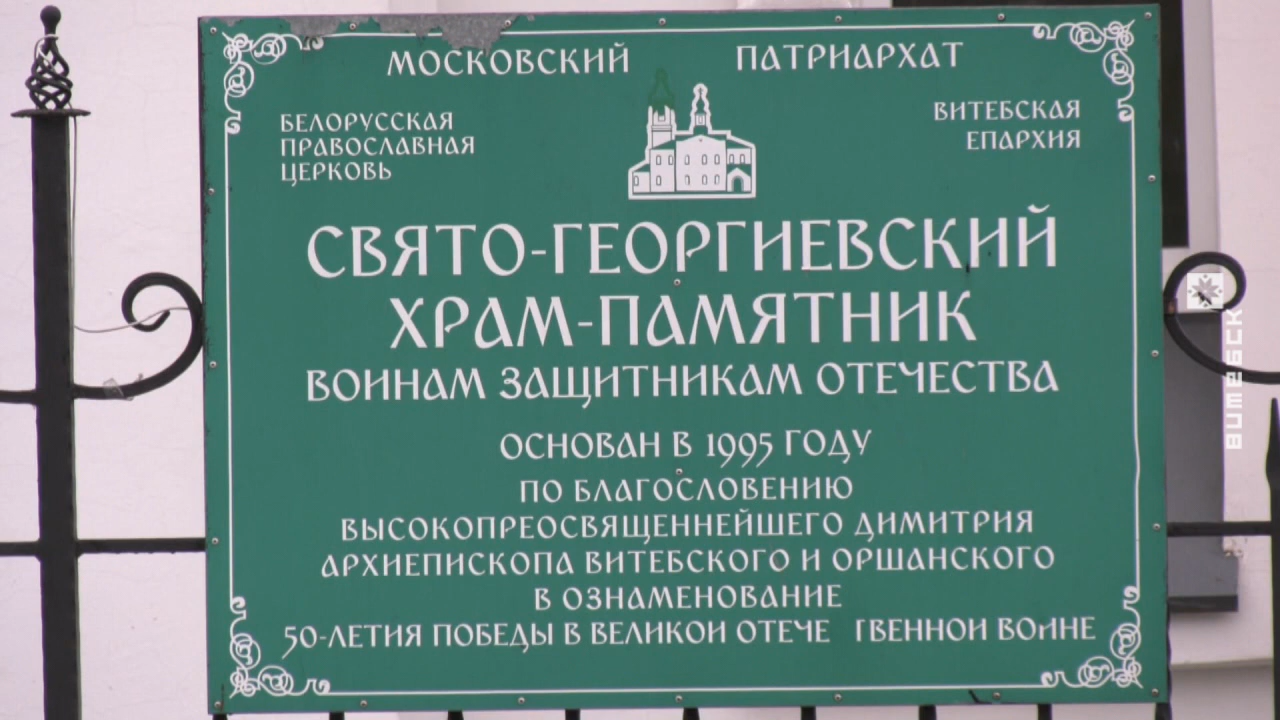 МОСКОВСКИЙ ПАТРИАРХАТ
БЕЛОРУССКАЯ
ПРАВОСЛАВНАЯ
ЦЕРКОВЬ
ВИТЕБСКАЯ
ЕПАРХИЯ
СВЯТО-ГЕОРГИЕВСКИЙ
ХРАМ-ПАМЯТНИК
ВОИНАМ ЗАЩИТНИКАМ ОТЕЧЕСТВА
ОСНОВАН В 1995 ГОДУ
ПО БЛАГОСЛОВЕНИЮ
ВЫСОКОПРЕОСВЯЩЕННЕЙШЕГО ДИМИТРИЯ
АРХИЕПИСКОПА ВИТЕБСКОГО И ОРШАНСКОГО
В ОЗНАМЕНОВАНИЕ
50-ЛЕТИЯ ПОБЕДЫ В ВЕЛИКОЙ ОТЕЧЕ ТВЕННОЙ ВОЙНЕ
витебск